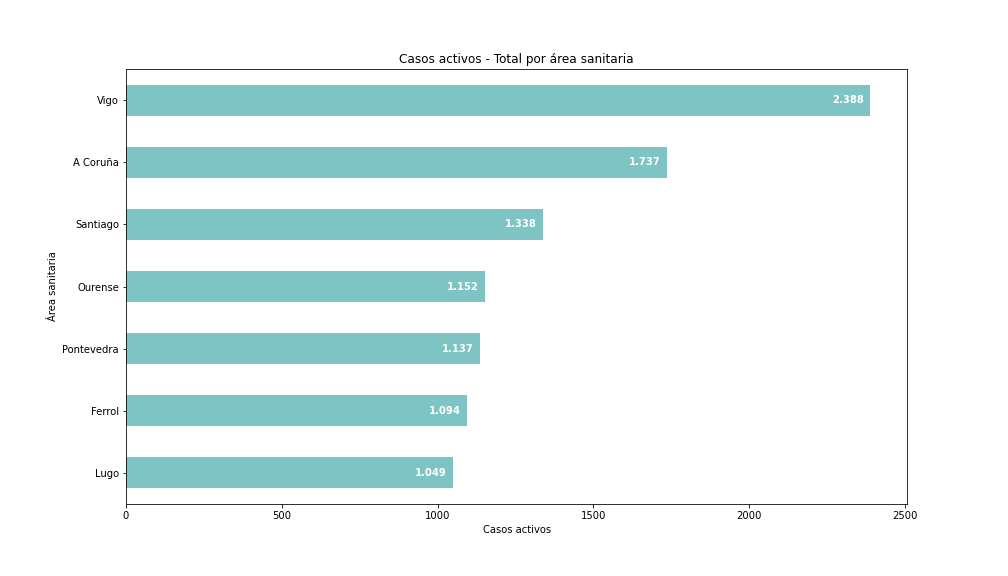 Casos activos - Total por área sanitaria
Vigo 2.388
A Coruña 1.737
Santiago 1.338
Ourense 1.152
Pontevedra 1.137
Ferrol 1.094
Lugo 1.049
Área sanitaria
0 500 1000 1500 2000 2500
Casos activos